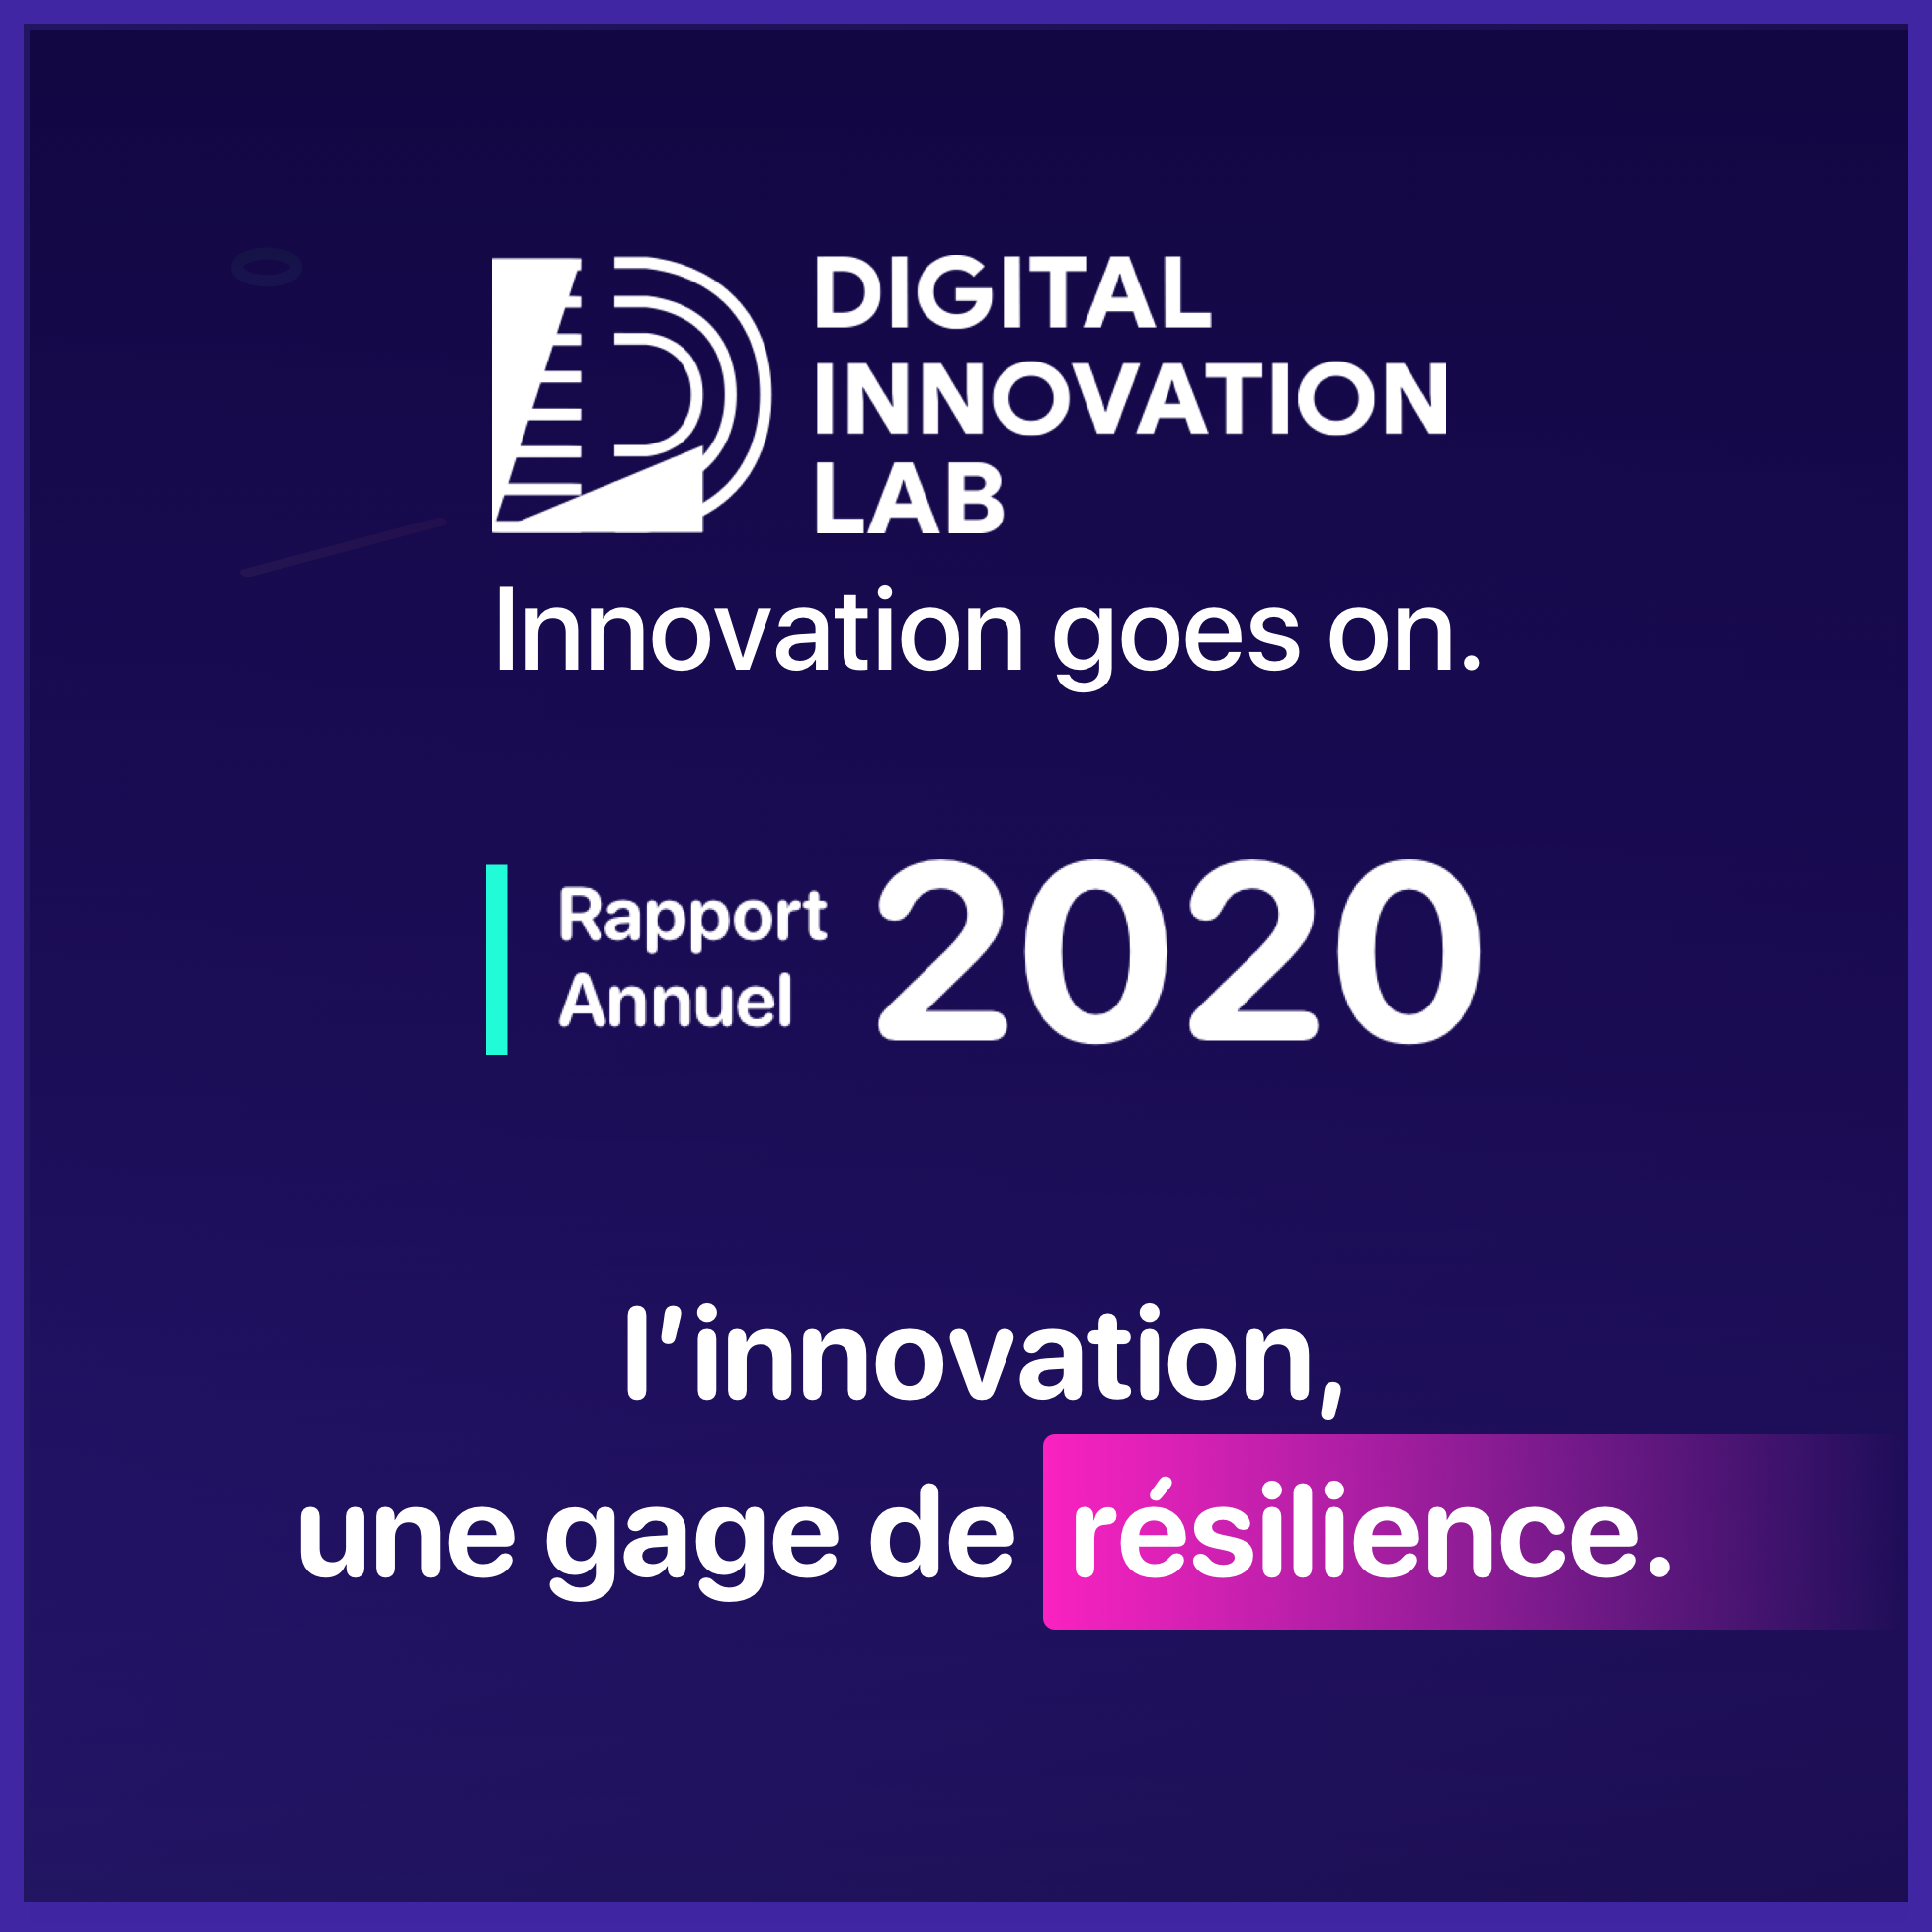 DIGITAL
INNOVATION
LAB
Innovation goes on.
Rapport
Annuel
2020
l'innovation,
une gage de résilience.